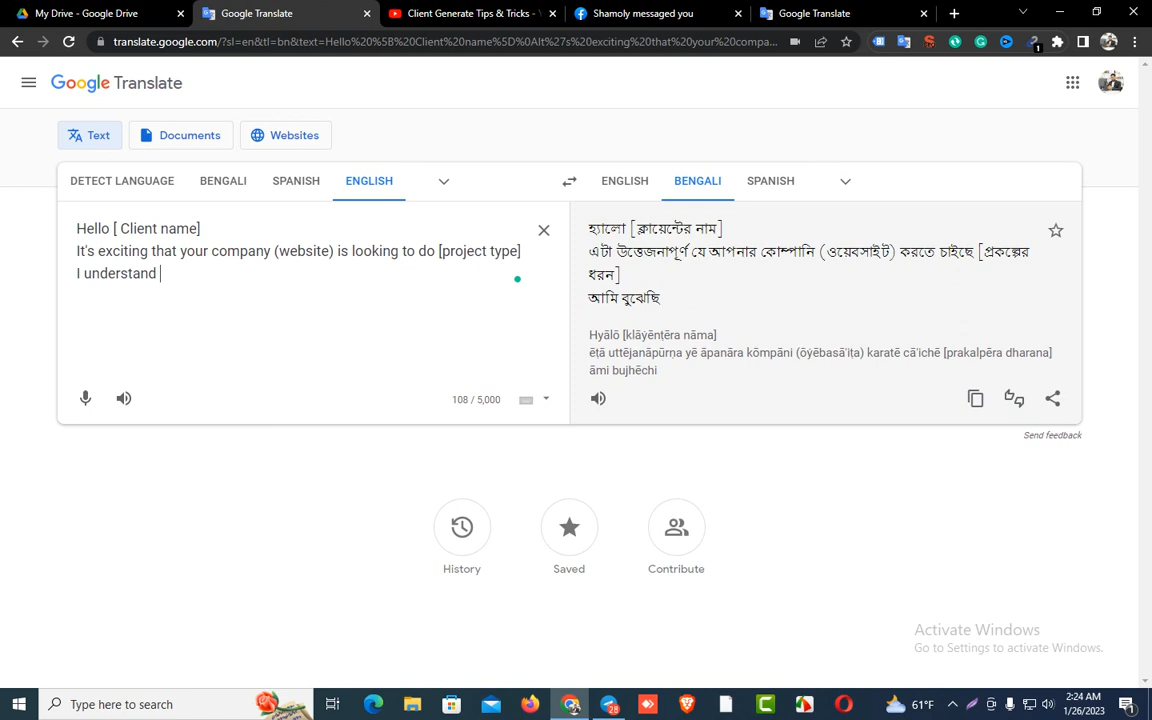 My Drive - Google Drive
Google Translate
Client Generate Tips & Tricks -
Shamoly messaged you
Google Translate
translate.google.com/?sl=en&tl=bn&text=Hello%20%5B%20Client%20name%5D%0AIt%27s%20exciting%20that%20your%20compa...
1
Google Translate
Text
Documents
Websites
DETECT LANGUAGE
BENGALI
SPANISH
ENGLISH
ENGLISH
BENGALI
SPANISH
Hello [ Client name]
It's exciting that your company (website) is looking to do [project type]
I understand
108 / 5,000
হ্যালো [ক্লায়েন্টের নাম]
এটা উত্তেজনাপূর্ণ যে আপনার কোম্পানি (ওয়েবসাইট) করতে চাইছে [প্রকল্পের
ধরন]
আমি বুঝেছি
Hyālō [klāẏēnṭēra nāma]
ēṭā uttējanāpūrṇa yē āpanāra kōmpāni (ōẏēbasā'iṭa) karatē cā'ichē [prakalpēra dharana]
āmi bujhēchi
Send feedback
History
Saved
Contribute
Activate Windows
Go to Settings to activate Windows.
Type here to search
28
61°F
2:24 AM
1/26/2023
1